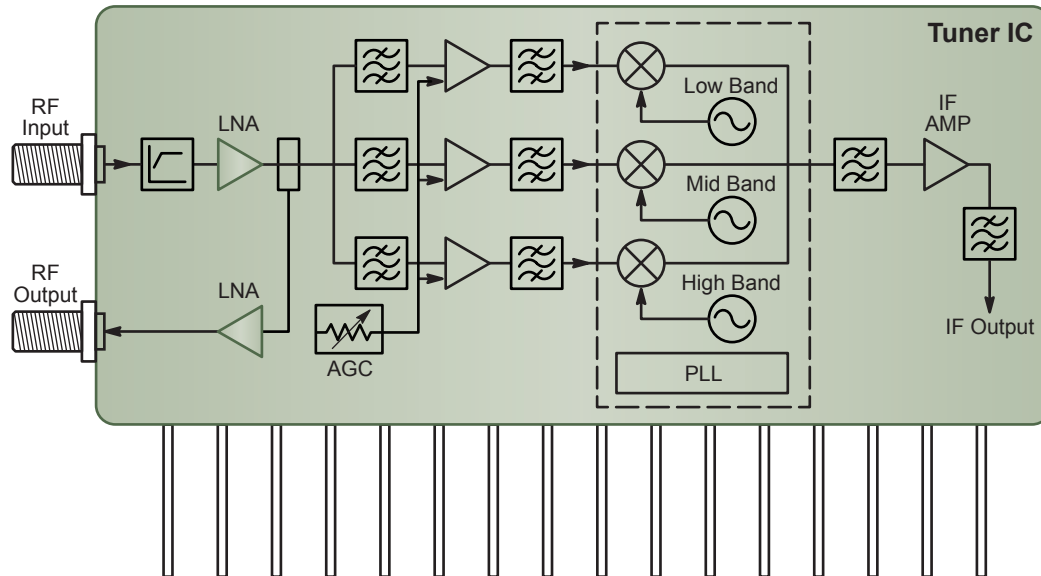 Tuner IC
RF
Input
LNA
Low Band
IF
AMP
Mid Band
RF
Output
LNA
High Band
AGC
PLL
IF Output